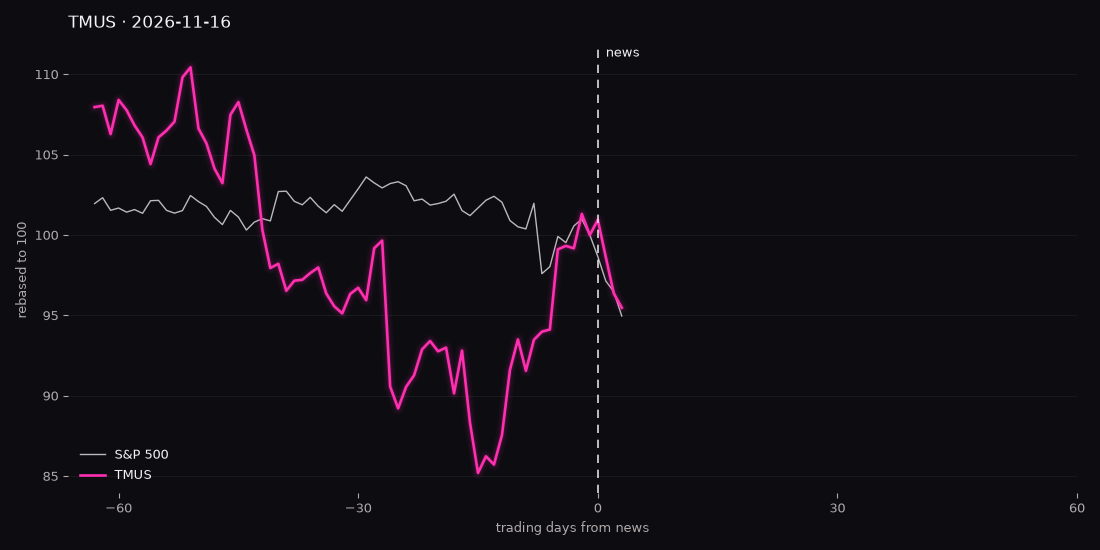 TMUS · 2026-11-16
news
110
105
100
95
90
85
rebased to 100
S&P 500
TMUS
−60
−30
0
30
60
trading days from news